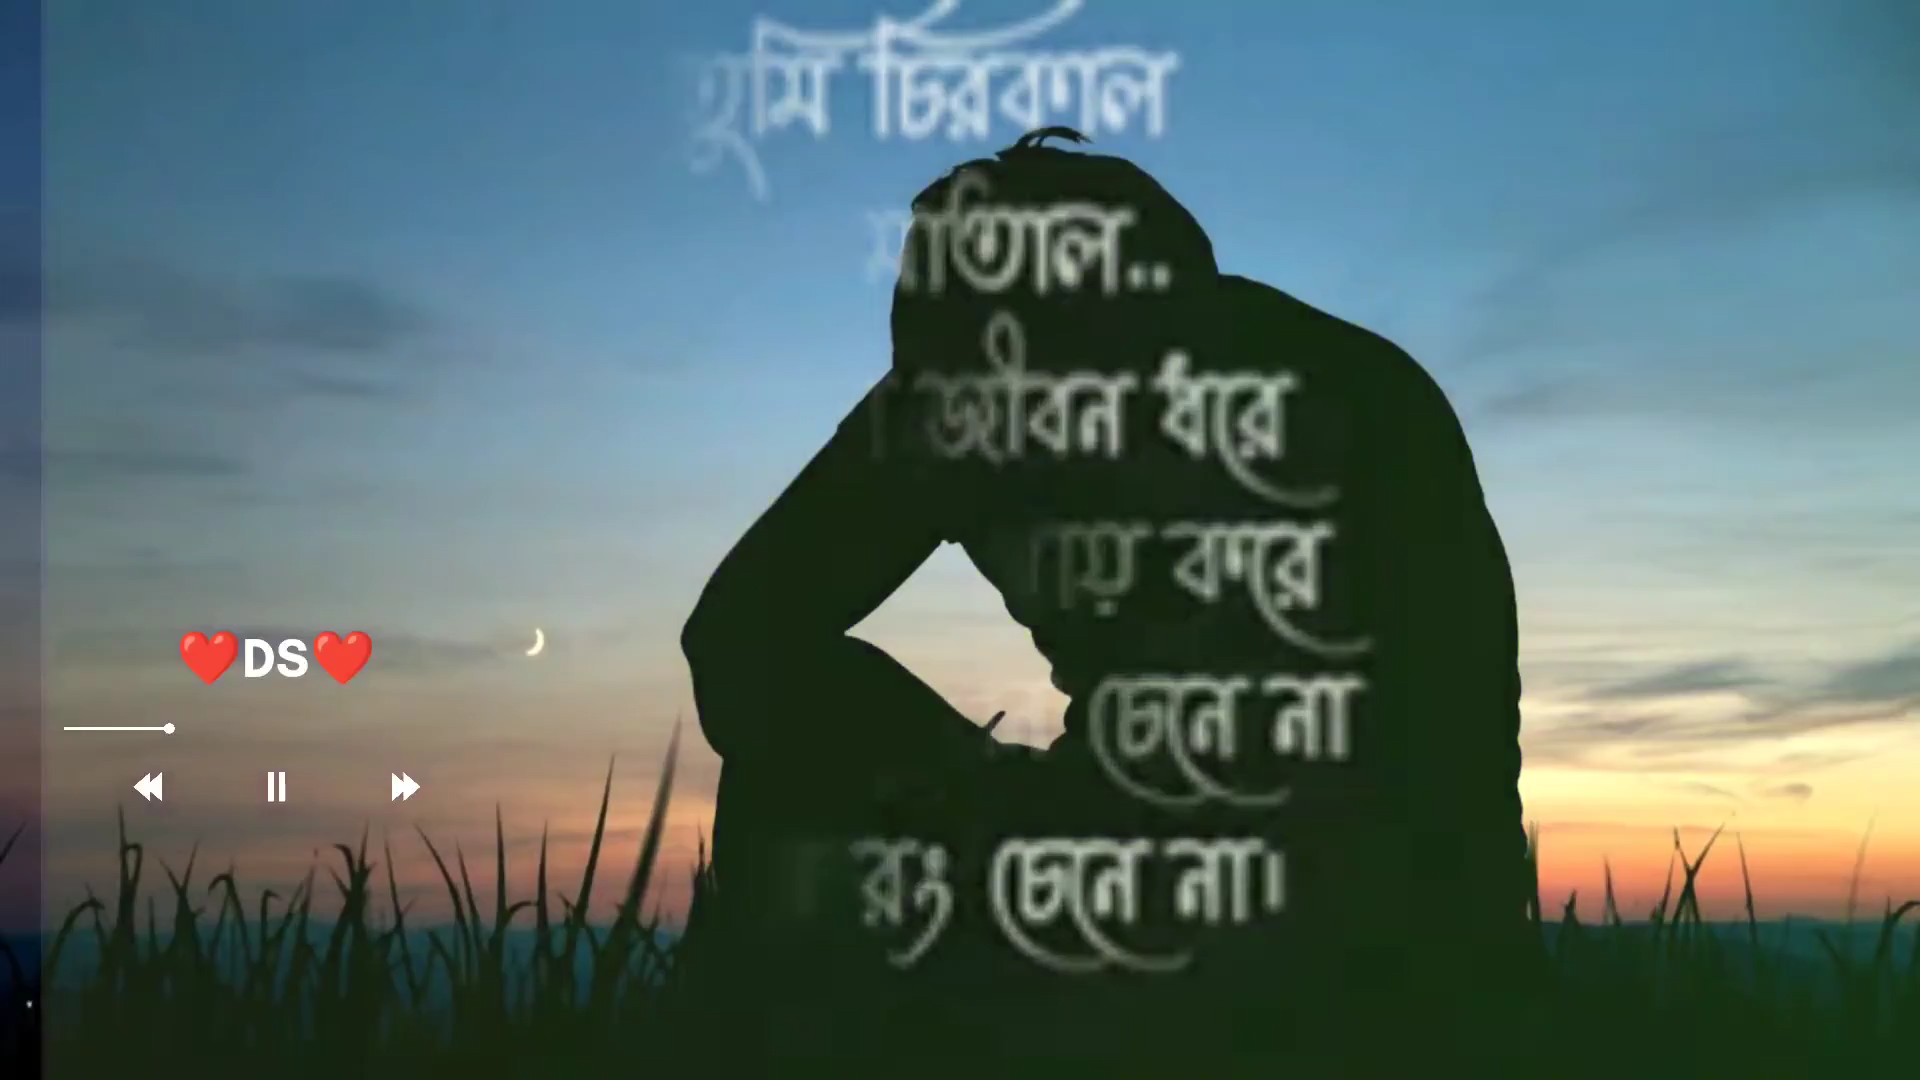 তুমি চিরকাল
মাতাল..
জীবন ধরে
করে
চেনে না
রং চেনে না।
❤️DS❤️